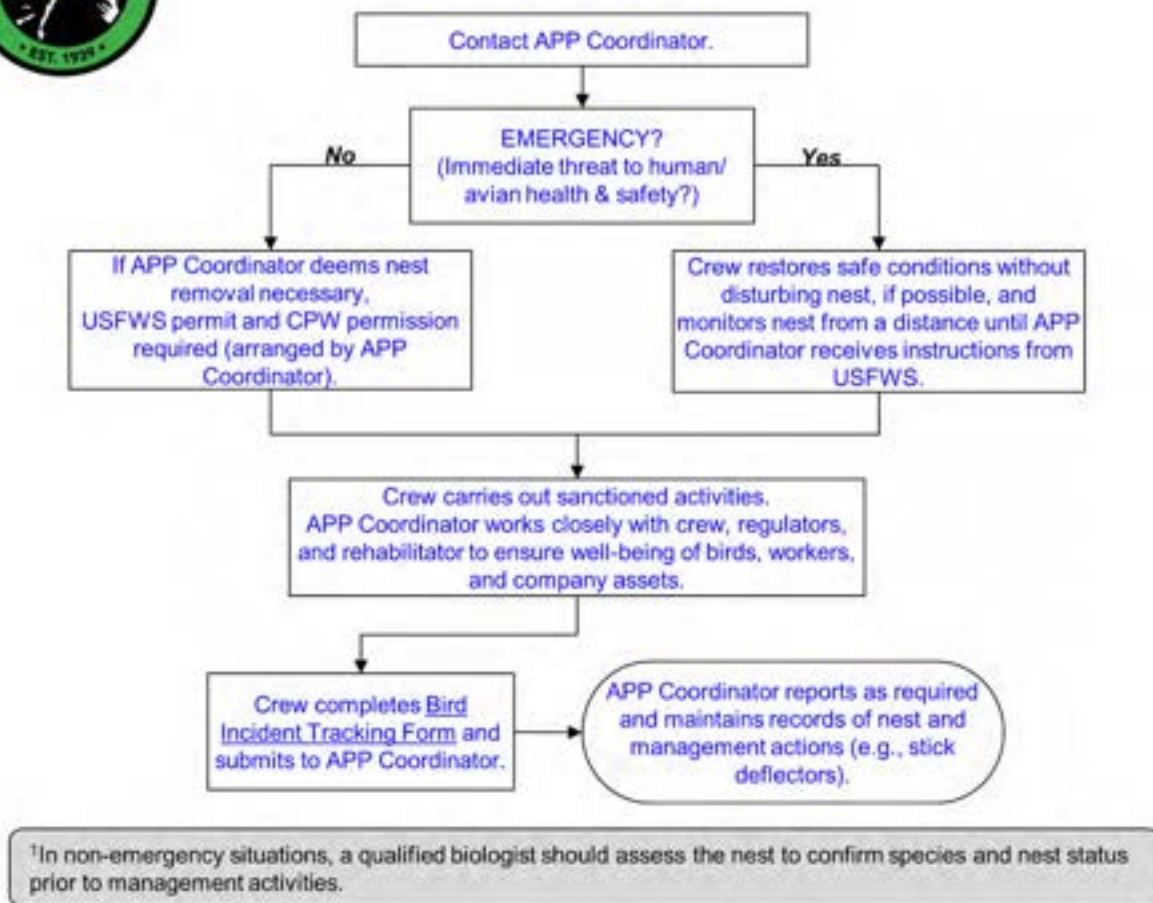 • EST. 1939 •
Contact APP Coordinator.
EMERGENCY?
(Immediate threat to human/
avian health & safety?)
No
Yes
If APP Coordinator deems nest
removal necessary,
USFWS permit and CPW permission
required (arranged by APP
Coordinator).
Crew restores safe conditions without
disturbing nest, if possible, and
monitors nest from a distance until APP
Coordinator receives instructions from
USFWS.
Crew carries out sanctioned activities.
APP Coordinator works closely with crew, regulators,
and rehabilitator to ensure well-being of birds, workers,
and company assets.
Crew completes Bird
Incident Tracking Form and
submits to APP Coordinator.
APP Coordinator reports as required
and maintains records of nest and
management actions (e.g., stick
deflectors).
¹In non-emergency situations, a qualified biologist should assess the nest to confirm species and nest status
prior to management activities.